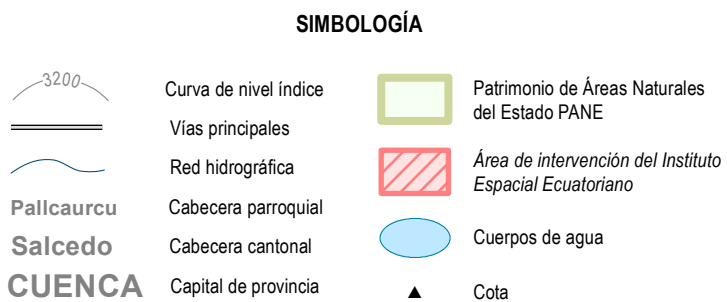 SIMBOLOGÍA
3200
Curva de nivel índice
Vías principales
Red hidrográfica
Pallcaurcu
Cabecera parroquial
Salcedo
Cabecera cantonal
CUENCA
Capital de provincia
Patrimonio de Áreas Naturales
del Estado PANE
Área de intervención del Instituto
Espacial Ecuatoriano
Cuerpos de agua
Cota